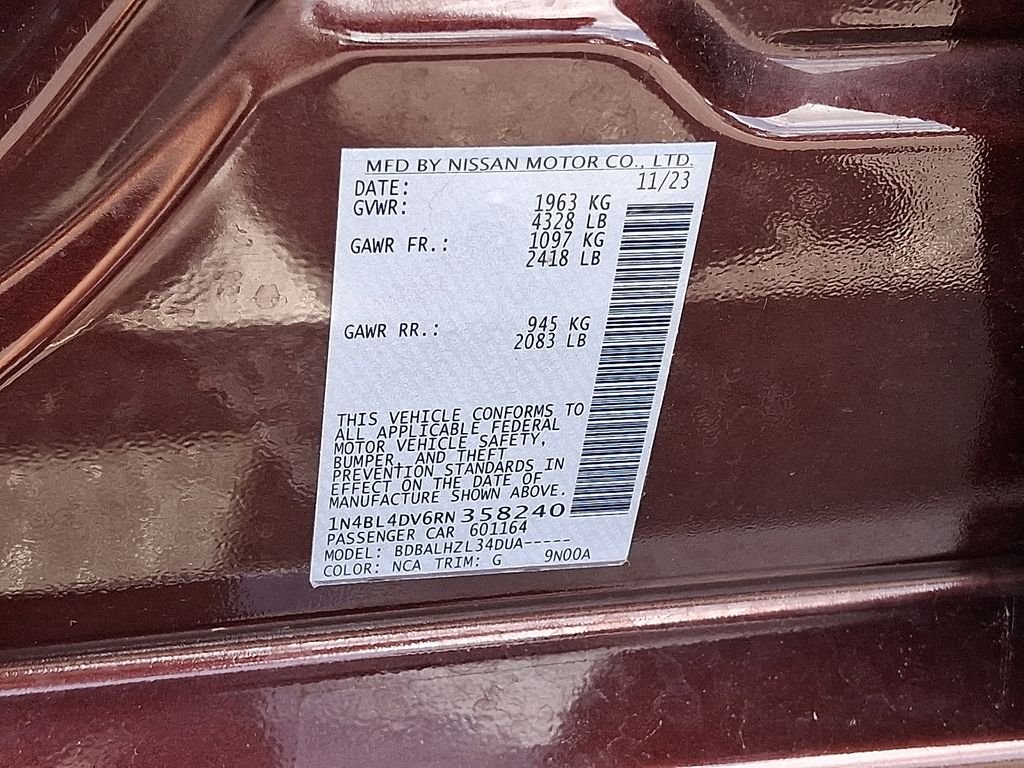 MFD BY NISSAN MOTOR CO., LTD.
DATE: 11/23
GVWR: 1963 KG
4328 LB
GAWR FR.: 1097 KG
2418 LB
GAWR RR.: 945 KG
2083 LB
THIS VEHICLE CONFORMS TO
ALL APPLICABLE FEDERAL
MOTOR VEHICLE SAFETY,
BUMPER, AND THEFT
PREVENTION STANDARDS IN
EFFECT ON THE DATE OF
MANUFACTURE SHOWN ABOVE.
1N4BL4DV6RN358240
PASSENGER CAR 601164
MODEL: BDBALHZL34DUA-----
COLOR: NCA TRIM: G 9N00A